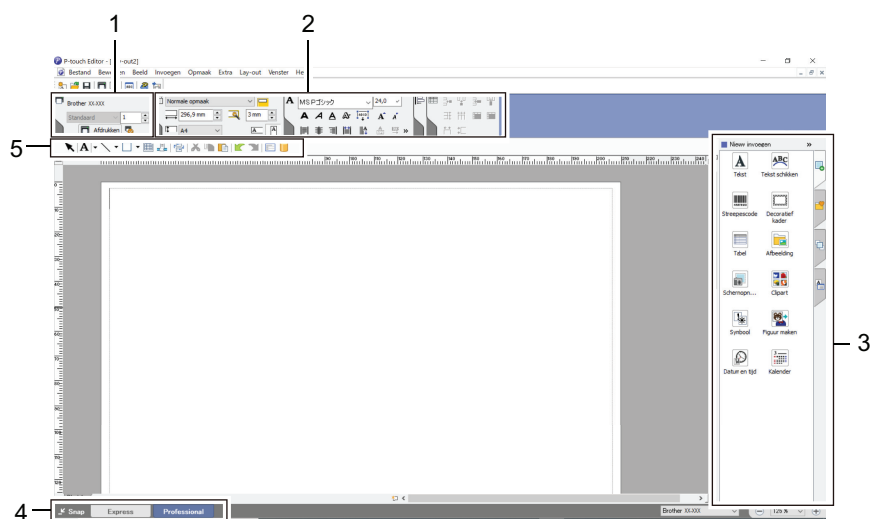 1 2
P-touch Editor - [
-out2]
Bestand Bew en Beeld Invoegen Opmaak Extra Lay-out Venster He
Brother XX-XXX
Standaard 1
Afdrukken
Normale opmaak
296,9 mm 3 mm
A4
A MS Pゴシック 24,0
5
Nieuw invoegen »
Tekst Tekst schikken
Streepescode Decoratief
kader
Tabel Afbeelding
Schermopn... Clipart
Symbool Figuur maken
Datum en tijd Kalender
3
4 Snap Express Professional
Brother XX-XXX 125 %